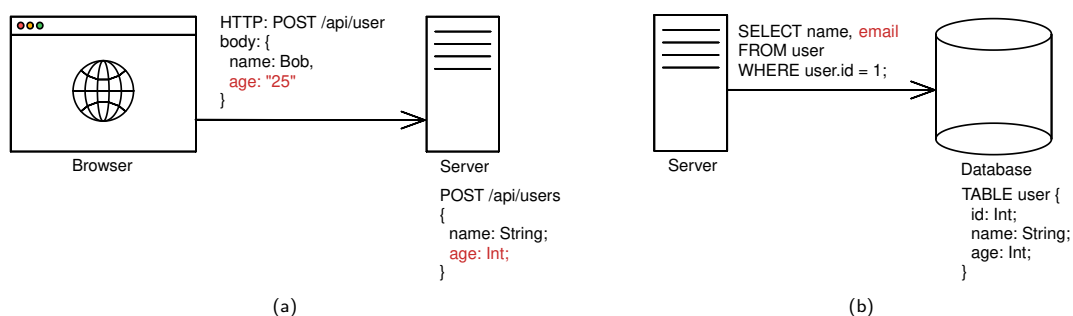 HTTP: POST /api/user
body: {
name: Bob,
age: "25"
}
Browser
Server
POST /api/users
{
name: String;
age: Int;
}
(a)
SELECT name, email
FROM user
WHERE user.id = 1;
Server
Database
TABLE user {
id: Int;
name: String;
age: Int;
}
(b)